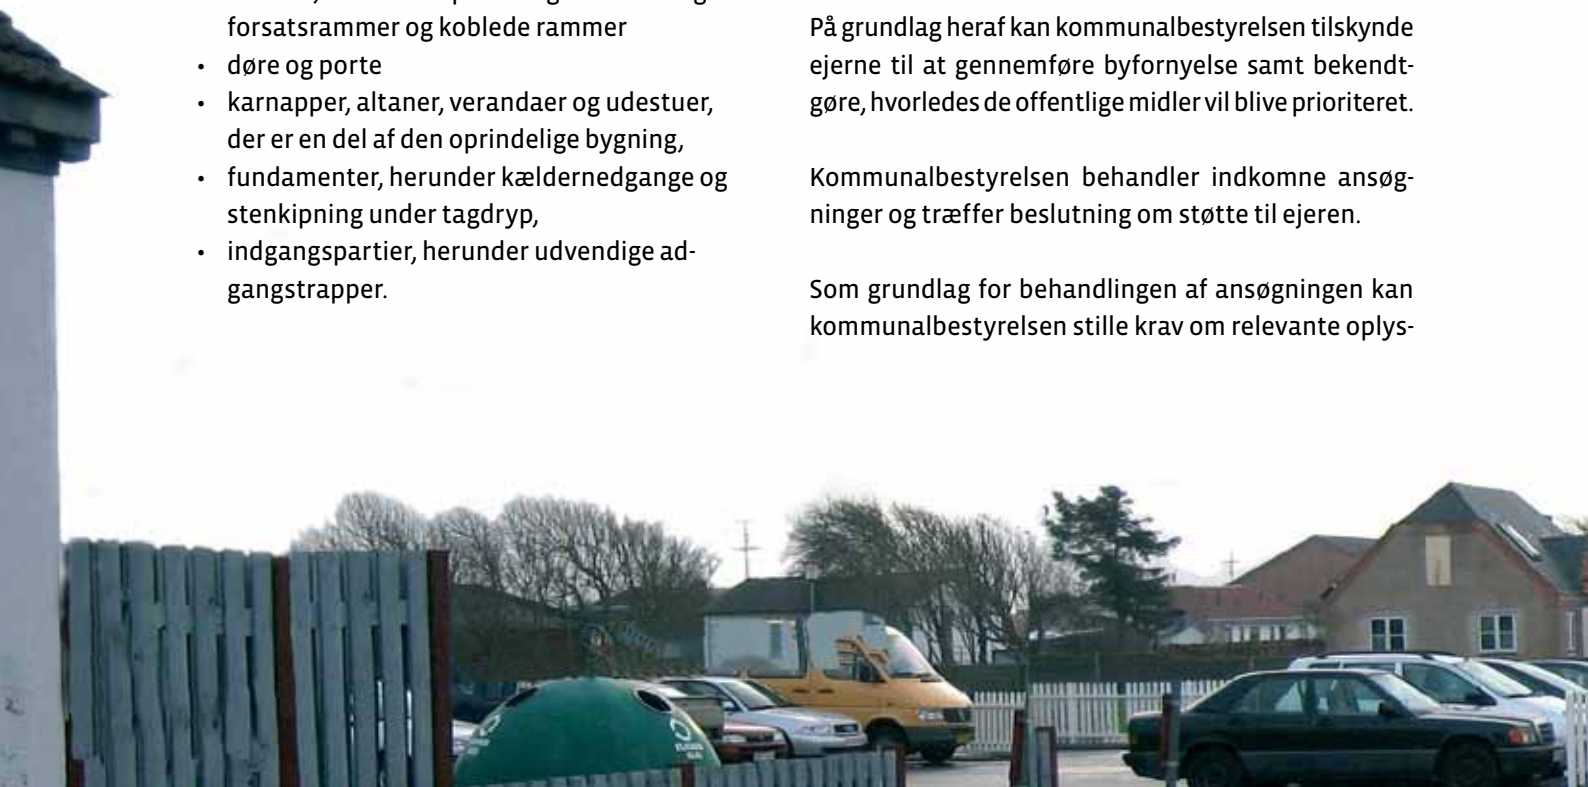 forsatsrammer og koblede rammer
• døre og porte
• karnapper, altaner, verandaer og udestuer,
der er en del af den oprindelige bygning,
• fundamenter, herunder kældernedgange og
stenkipning under tagdryp,
• indgangspartier, herunder udvendige ad-
gangstrapper.
På grundlag heraf kan kommunalbestyrelsen tilskynde
ejerne til at gennemføre byfornyelse samt bekendt-
gøre, hvorledes de offentlige midler vil blive prioriteret.
Kommunalbestyrelsen behandler indkomne ansøg-
ninger og træffer beslutning om støtte til ejeren.
Som grundlag for behandlingen af ansøgningen kan
kommunalbestyrelsen stille krav om relevante oplys-